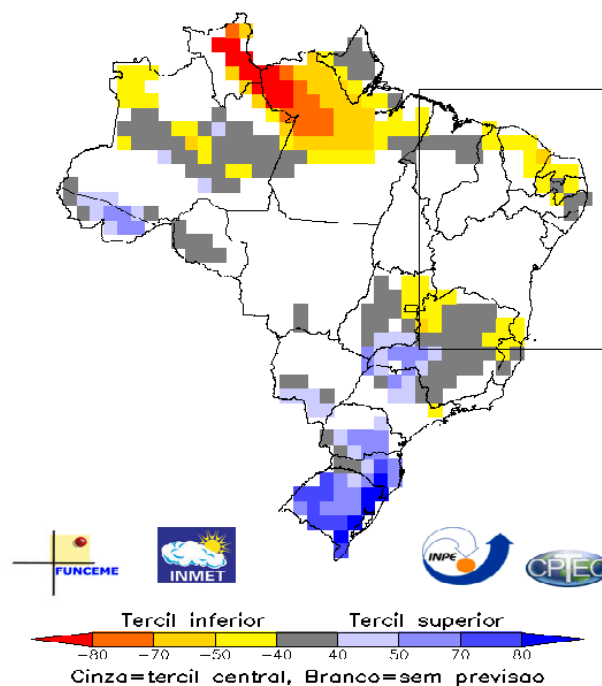 FUNCEME
INMET
INPE
CPTEC
Tercil inferior Tercil superior
-80 -70 -50 -40 40 50 70 80
Cinza=tercil central, Branco=sem previsao